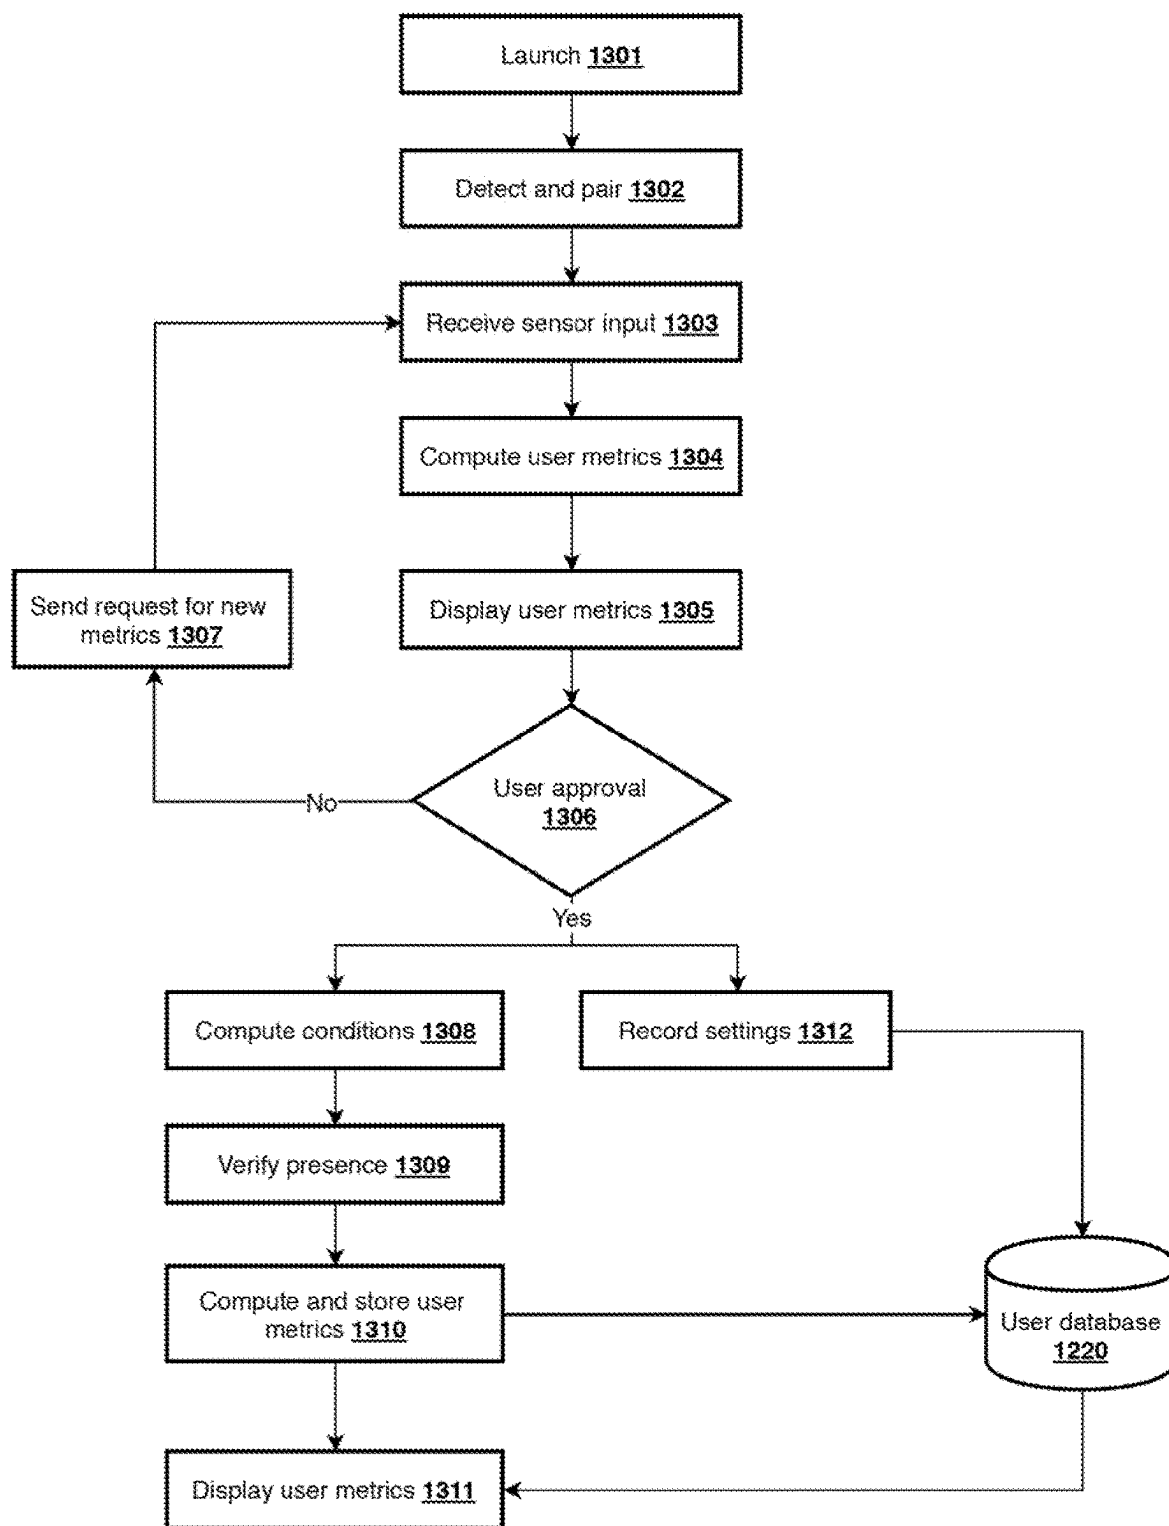 Launch 1301
Detect and pair 1302
Receive sensor input 1303
Compute user metrics 1304
Send request for new
metrics 1307
Display user metrics 1305
User approval
1306
No
Yes
Compute conditions 1308
Record settings 1312
Verify presence 1309
Compute and store user
metrics 1310
User database
1220
Display user metrics 1311